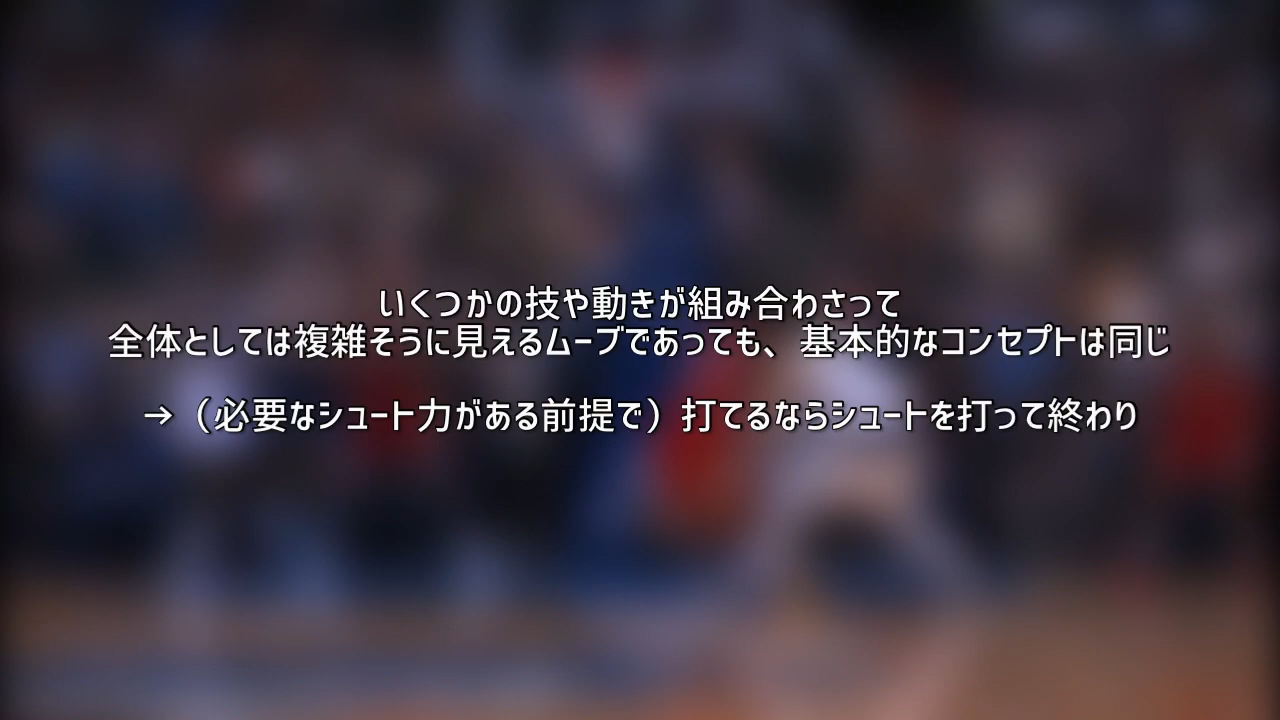 いくつかの技や動きが組み合わさって
全体としては複雑そうに見えるムーブであっても、基本的なコンセプトは同じ
→（必要なシュート力がある前提で）打てるならシュートを打って終わり